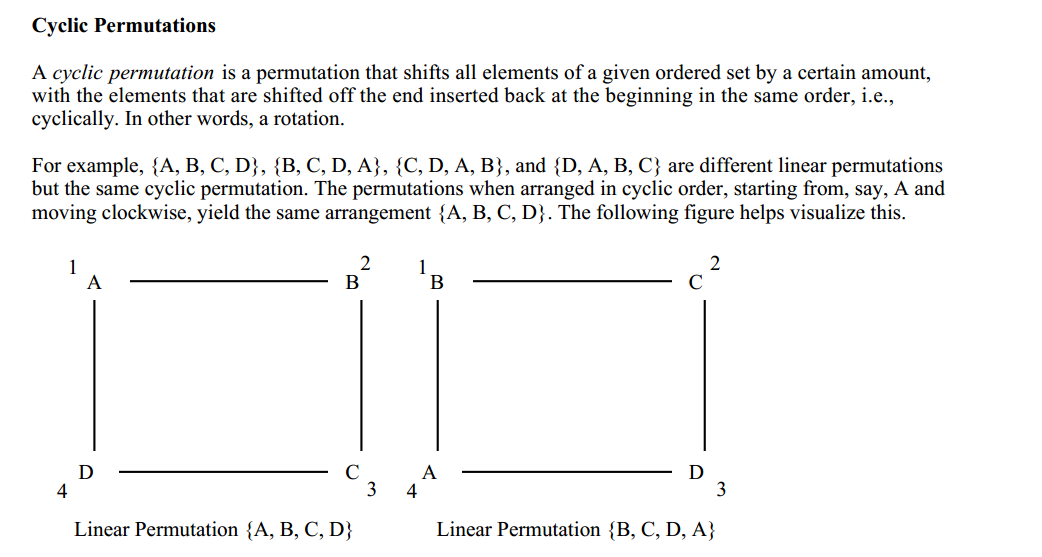 Cyclic Permutations
A cyclic permutation is a permutation that shifts all elements of a given ordered set by a certain amount,
with the elements that are shifted off the end inserted back at the beginning in the same order, i.e.,
cyclically. In other words, a rotation.
For example, {A, B, C, D}, {B, C, D, A}, {C, D, A, B}, and {D, A, B, C} are different linear permutations
but the same cyclic permutation. The permutations when arranged in cyclic order, starting from, say, A and
moving clockwise, yield the same arrangement {A, B, C, D}. The following figure helps visualize this.
1 2 1 2
A B B C
D C A D
4 3 4 3
Linear Permutation {A, B, C, D} Linear Permutation {B, C, D, A}